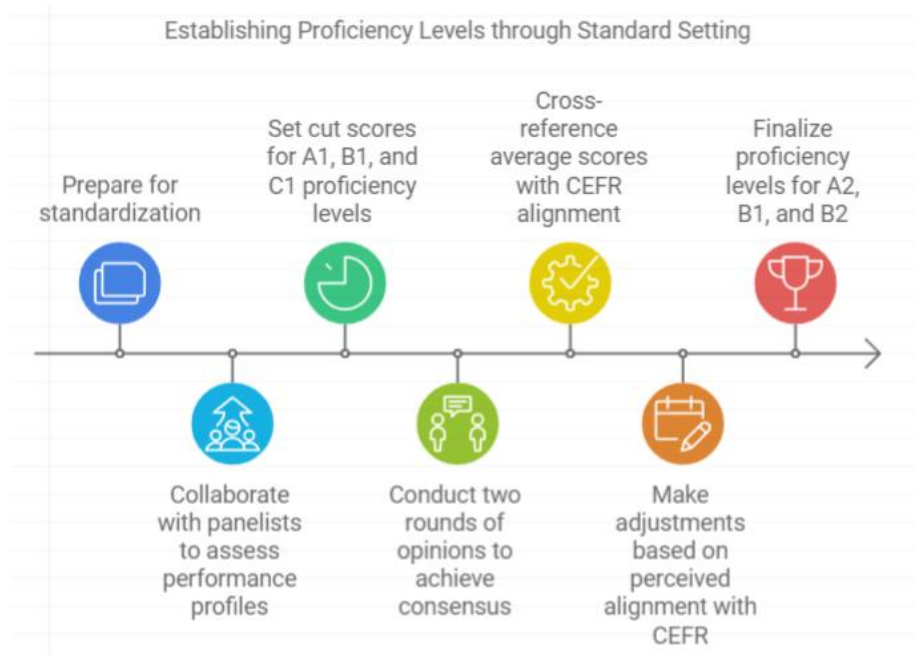 Establishing Proficiency Levels through Standard Setting
Prepare for
standardization
Collaborate
with panelists
to assess
performance
profiles
Set cut scores
for A1, B1, and
C1 proficiency
levels
Conduct two
rounds of
opinions to
achieve
consensus
Cross-
reference
average scores
with CEFR
alignment
Make
adjustments
based on
perceived
alignment with
CEFR
Finalize
proficiency
levels for A2,
B1, and B2